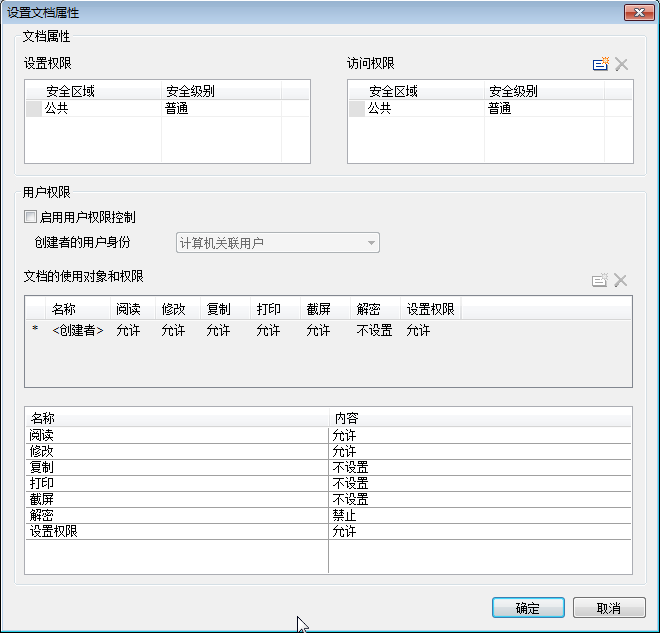 设置文档属性
文档属性
设置权限 访问权限
安全区域 安全级别 安全区域 安全级别
公共 普通 公共 普通
用户权限
启用用户权限控制
创建者的用户身份 计算机关联用户
文档的使用对象和权限
名称 阅读 修改 复制 打印 截屏 解密 设置权限
* <创建者> 允许 允许 允许 允许 允许 不设置 允许
名称 内容
阅读 允许
修改 允许
复制 不设置
打印 不设置
截屏 不设置
解密 禁止
设置权限 允许
确定 取消